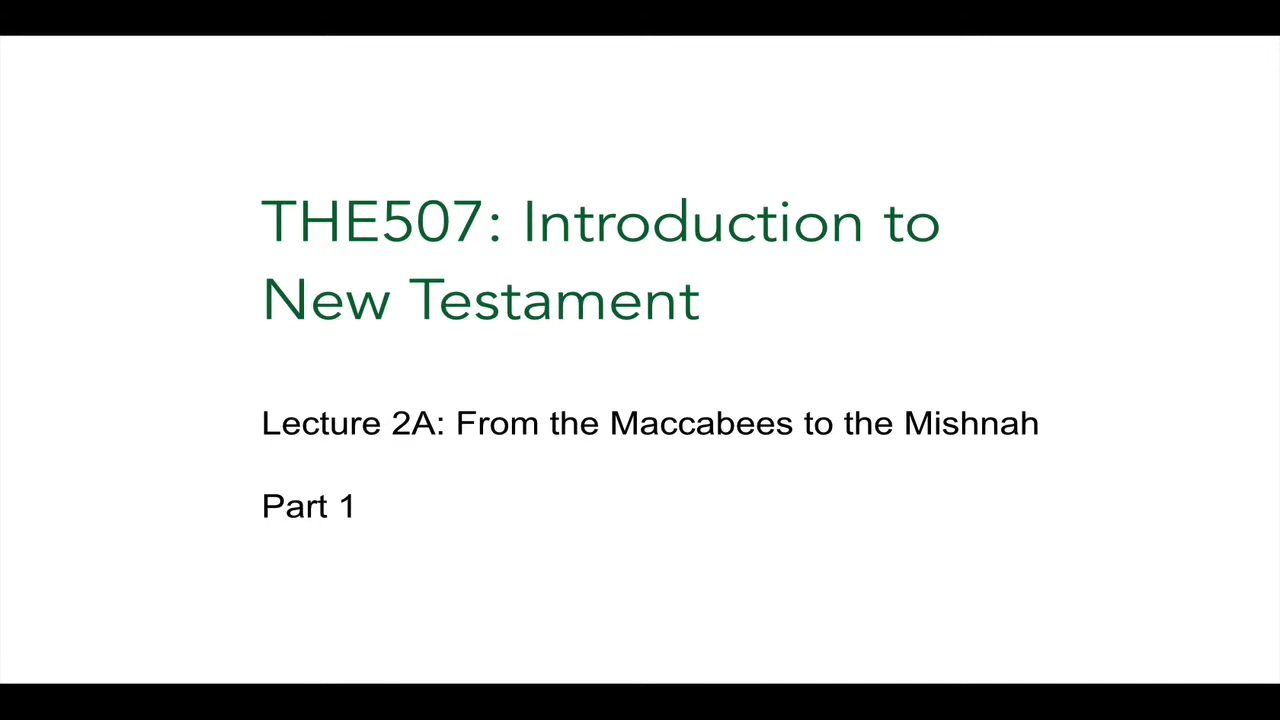 THE507: Introduction to
New Testament
Lecture 2A: From the Maccabees to the Mishnah
Part 1